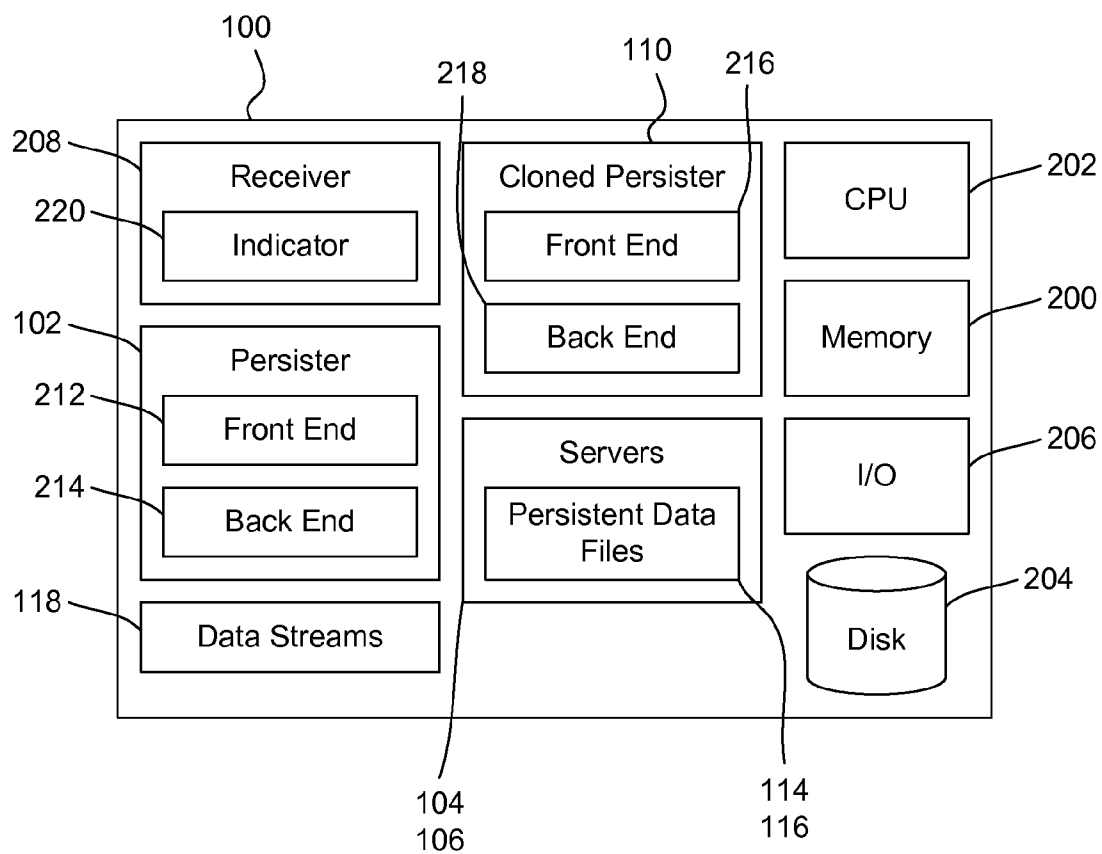 100
110
216
218
208
Receiver
Cloned Persister
CPU
202
220
Indicator
Front End
102
Back End
Memory
200
Persister
212
Front End
Servers
I/O
206
214
Back End
Persistent Data
Files
118
Data Streams
Disk
204
104
106
114
116